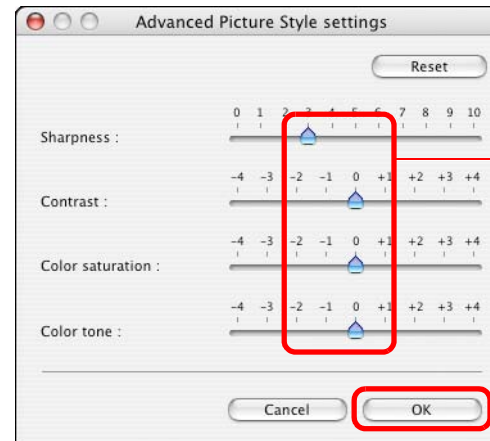 Advanced Picture Style settings
Reset
0 1 2 3 4 5 6 7 8 9 10
Sharpness :
-4 -3 -2 -1 0 +1 +2 +3 +4
Contrast :
-4 -3 -2 -1 0 +1 +2 +3 +4
Color saturation :
-4 -3 -2 -1 0 +1 +2 +3 +4
Color tone :
Cancel OK